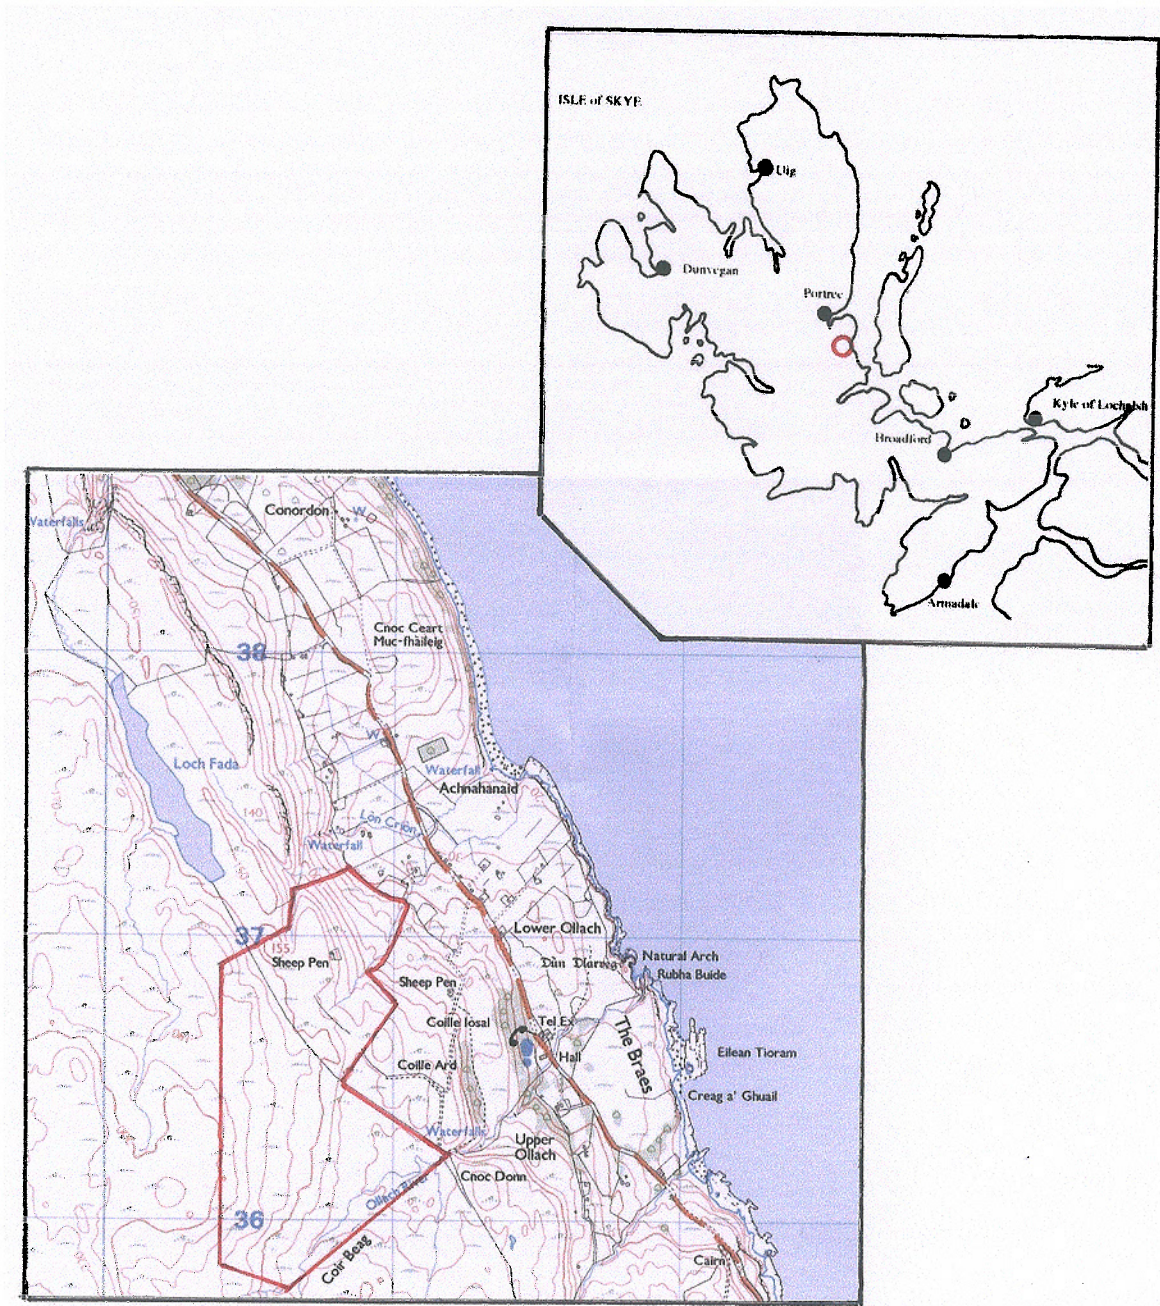 ISLE of SKYE
Uig
Dunvegan
Portree
Kyle of Lochalsh
Broadford
Armadale
Conordon
W
Waterfalls
Cnoc Ceart
Muc-fhàileig
38
Loch Fada
W
Waterfall
Achnahanaid
140
Lòn Crìon
Waterfall
37
155
Sheep Pen
Lower Ollach
Natural Arch
Rubha Buide
Sheep Pen
Coille Iosal
Tel Ex
Hall
The Braes
Eilean Tioram
Coille Ard
Creag a' Ghuail
Waterfalls
Upper
Ollach
Cnoc Donn
Ollach River
36
Coir Beag
Cairn